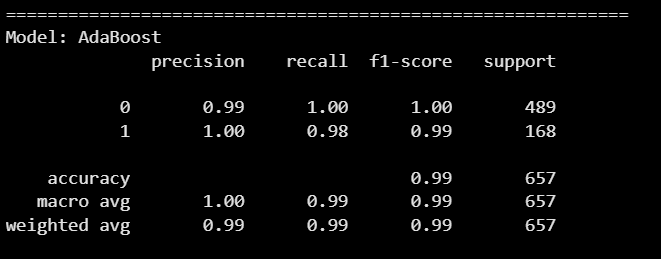 ============================================================
Model: AdaBoost
precision recall f1-score support
0 0.99 1.00 1.00 489
1 1.00 0.98 0.99 168
accuracy 0.99 657
macro avg 1.00 0.99 0.99 657
weighted avg 0.99 0.99 0.99 657